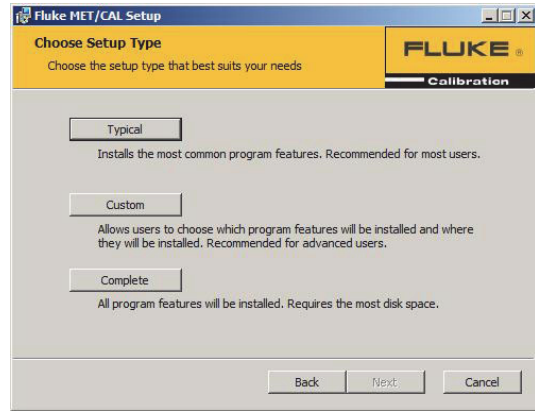 Fluke MET/CAL Setup
Choose Setup Type
Choose the setup type that best suits your needs
FLUKE ®
Calibration
Typical
Installs the most common program features. Recommended for most users.
Custom
Allows users to choose which program features will be installed and where
they will be installed. Recommended for advanced users.
Complete
All program features will be installed. Requires the most disk space.
Back
Next
Cancel